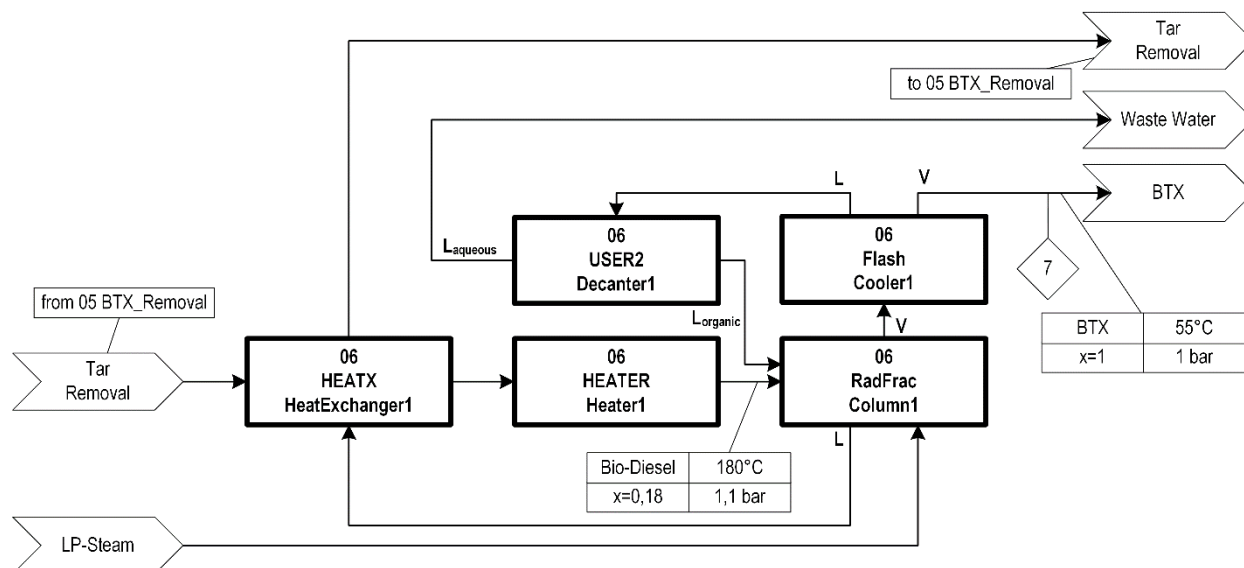 Tar
Removal
to 05 BTX_Removal
Waste Water
L
V
BTX
06
USER2
Decanter1
06
Flash
Cooler1
Laqueous
7
from 05 BTX_Removal
Lorganic
V
BTX
55°C
x=1
1 bar
Tar
Removal
06
HEATX
HeatExchanger1
06
HEATER
Heater1
06
RadFrac
Column1
L
Bio-Diesel
180°C
x=0,18
1,1 bar
LP-Steam